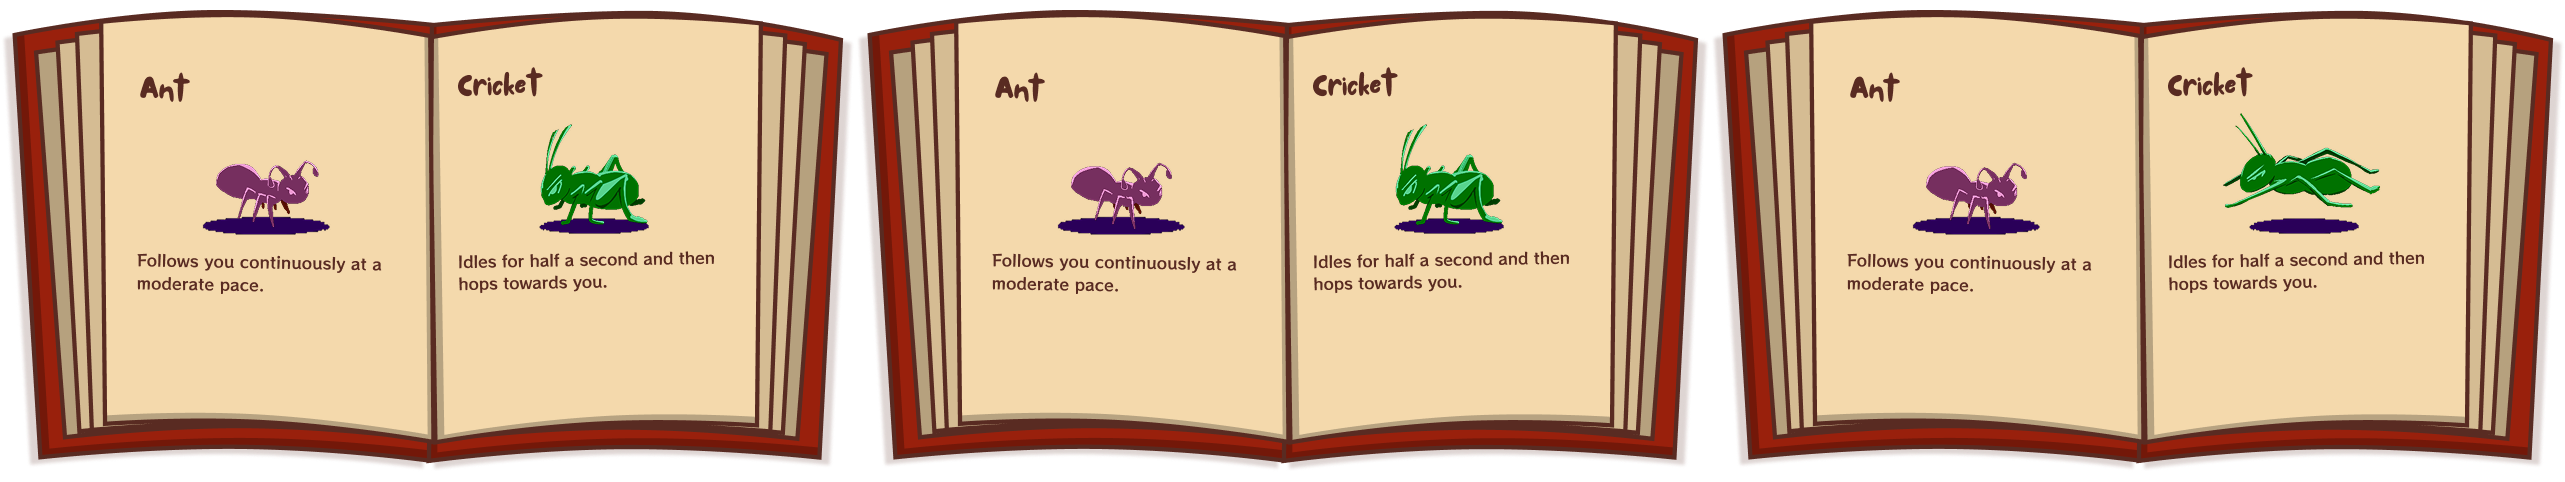 Ant
Follows you continuously at a
moderate pace.
Cricket
Idles for half a second and then
hops towards you.
Ant
Follows you continuously at a
moderate pace.
Cricket
Idles for half a second and then
hops towards you.
Ant
Follows you continuously at a
moderate pace.
Cricket
Idles for half a second and then
hops towards you.